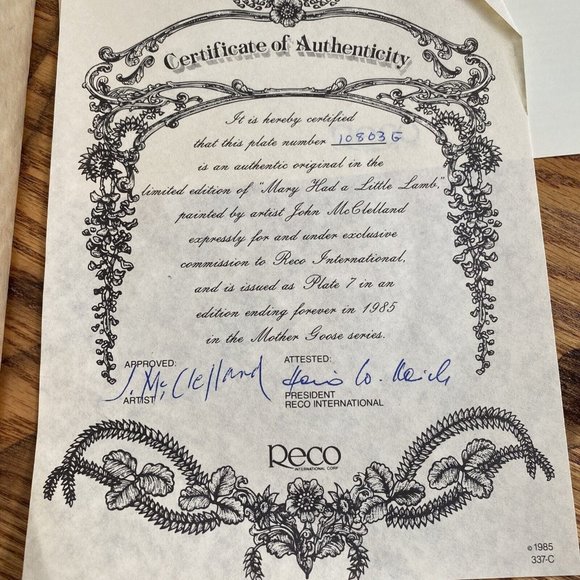 Certificate of Authenticity
It is hereby certified
that this plate number 10803G
is an authentic original in the
limited edition of "Mary Had a Little Lamb,"
painted by artist John McClelland
expressly for and under exclusive
commission to Reco International,
and is issued as Plate 7 in an
edition ending forever in 1985
in the Mother Goose series.
APPROVED:
J. McClelland
ARTIST
ATTESTED:
PRESIDENT
RECO INTERNATIONAL
Reco
INTERNATIONAL CORP
©1985
337-C